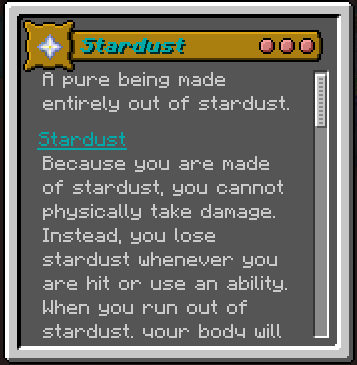 Stardust
A pure being made
entirely out of stardust.
Stardust
Because you are made
of stardust, you cannot
physically take damage.
Instead, you lose
stardust whenever you
are hit or use an ability.
When you run out of
stardust, your body will